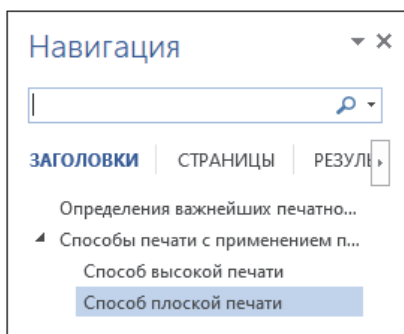 Навигация
ЗАГОЛОВКИ СТРАНИЦЫ РЕЗУЛЬ
Определения важнейших печатно...
Способы печати с применением п...
Способ высокой печати
Способ плоской печати